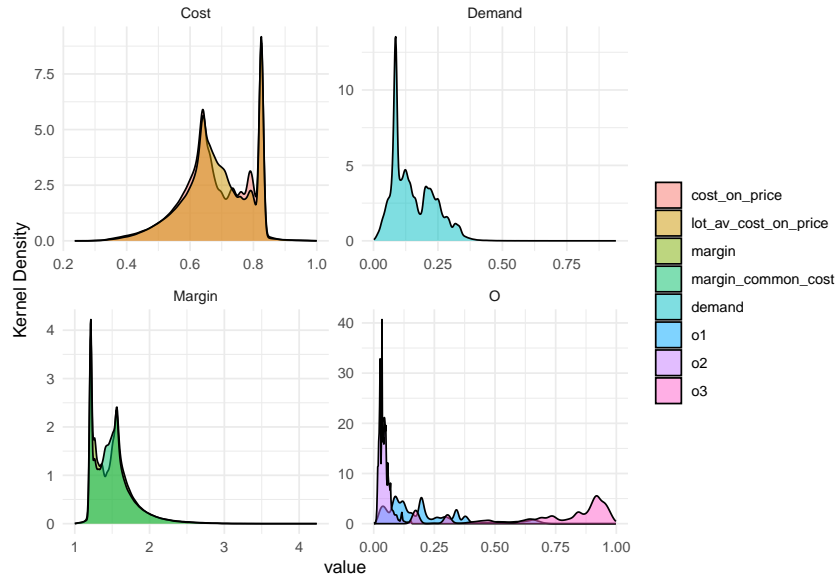 Cost
Demand
7.5
5.0
2.5
0.0
0.2 0.4 0.6 0.8 1.0
10
5
0
0.00 0.25 0.50 0.75
Kernel Density
Margin
O
4
3
2
1
0
1 2 3 4
40
30
20
10
0
0.00 0.25 0.50 0.75 1.00
value
cost_on_price
lot_av_cost_on_price
margin
margin_common_cost
demand
o1
o2
o3